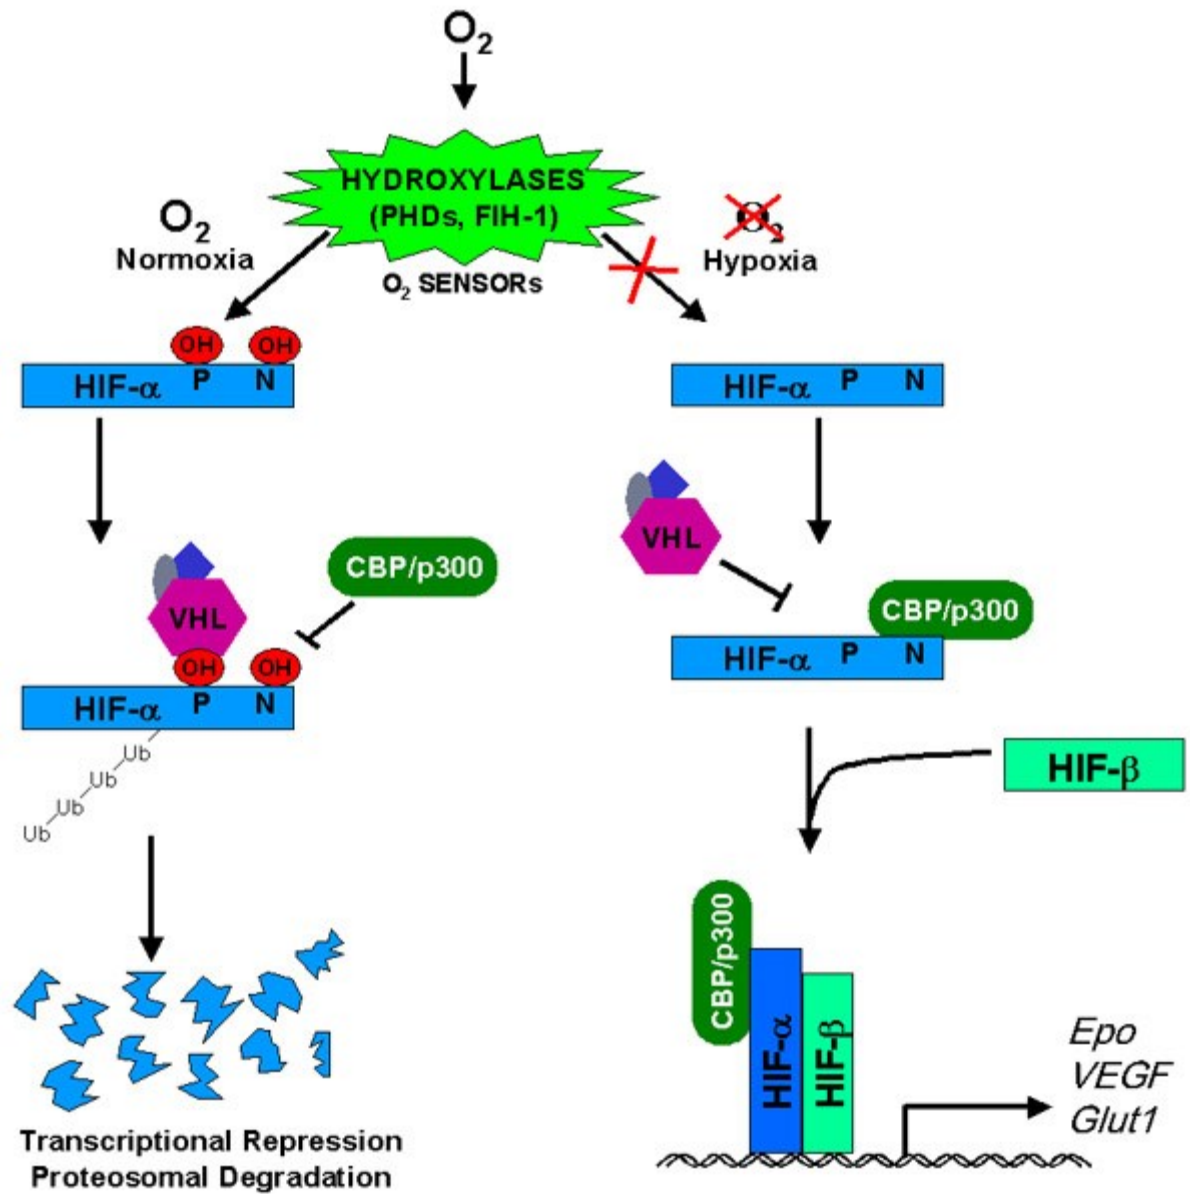 O2
HYDROXYLASES
(PHDs, FIH-1)
O2 SENSORs
O2
Normoxia
O2
Hypoxia
OH OH
HIF-α P N
HIF-α P N
VHL
CBP/p300
OH OH
HIF-α P N
Ub
Ub
Ub
Ub
VHL
CBP/p300
HIF-α P N
HIF-β
CBP/p300
HIF-α
HIF-β
Epo
VEGF
Glut1
Transcriptional Repression
Proteosomal Degradation